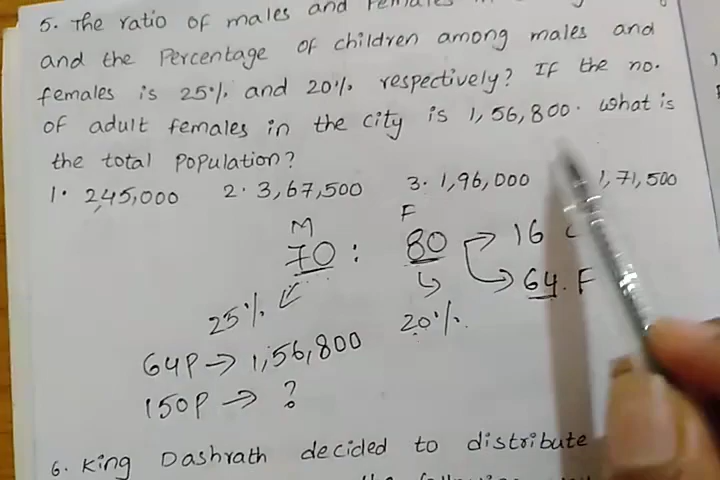 5. The ratio of males and Females
and the Percentage of children among males and
females is 25% and 20% respectively? If the no.
of adult females in the city is 1,56,800. what is
the total population?
1. 2,45,000 2. 3,67,500 3. 1,96,000 1,71,500
M F
70 : 80 → 16
→ 64. F
25% 20%.
64P → 1,56,800
150P → ?
6. King Dashrath decided to distribute